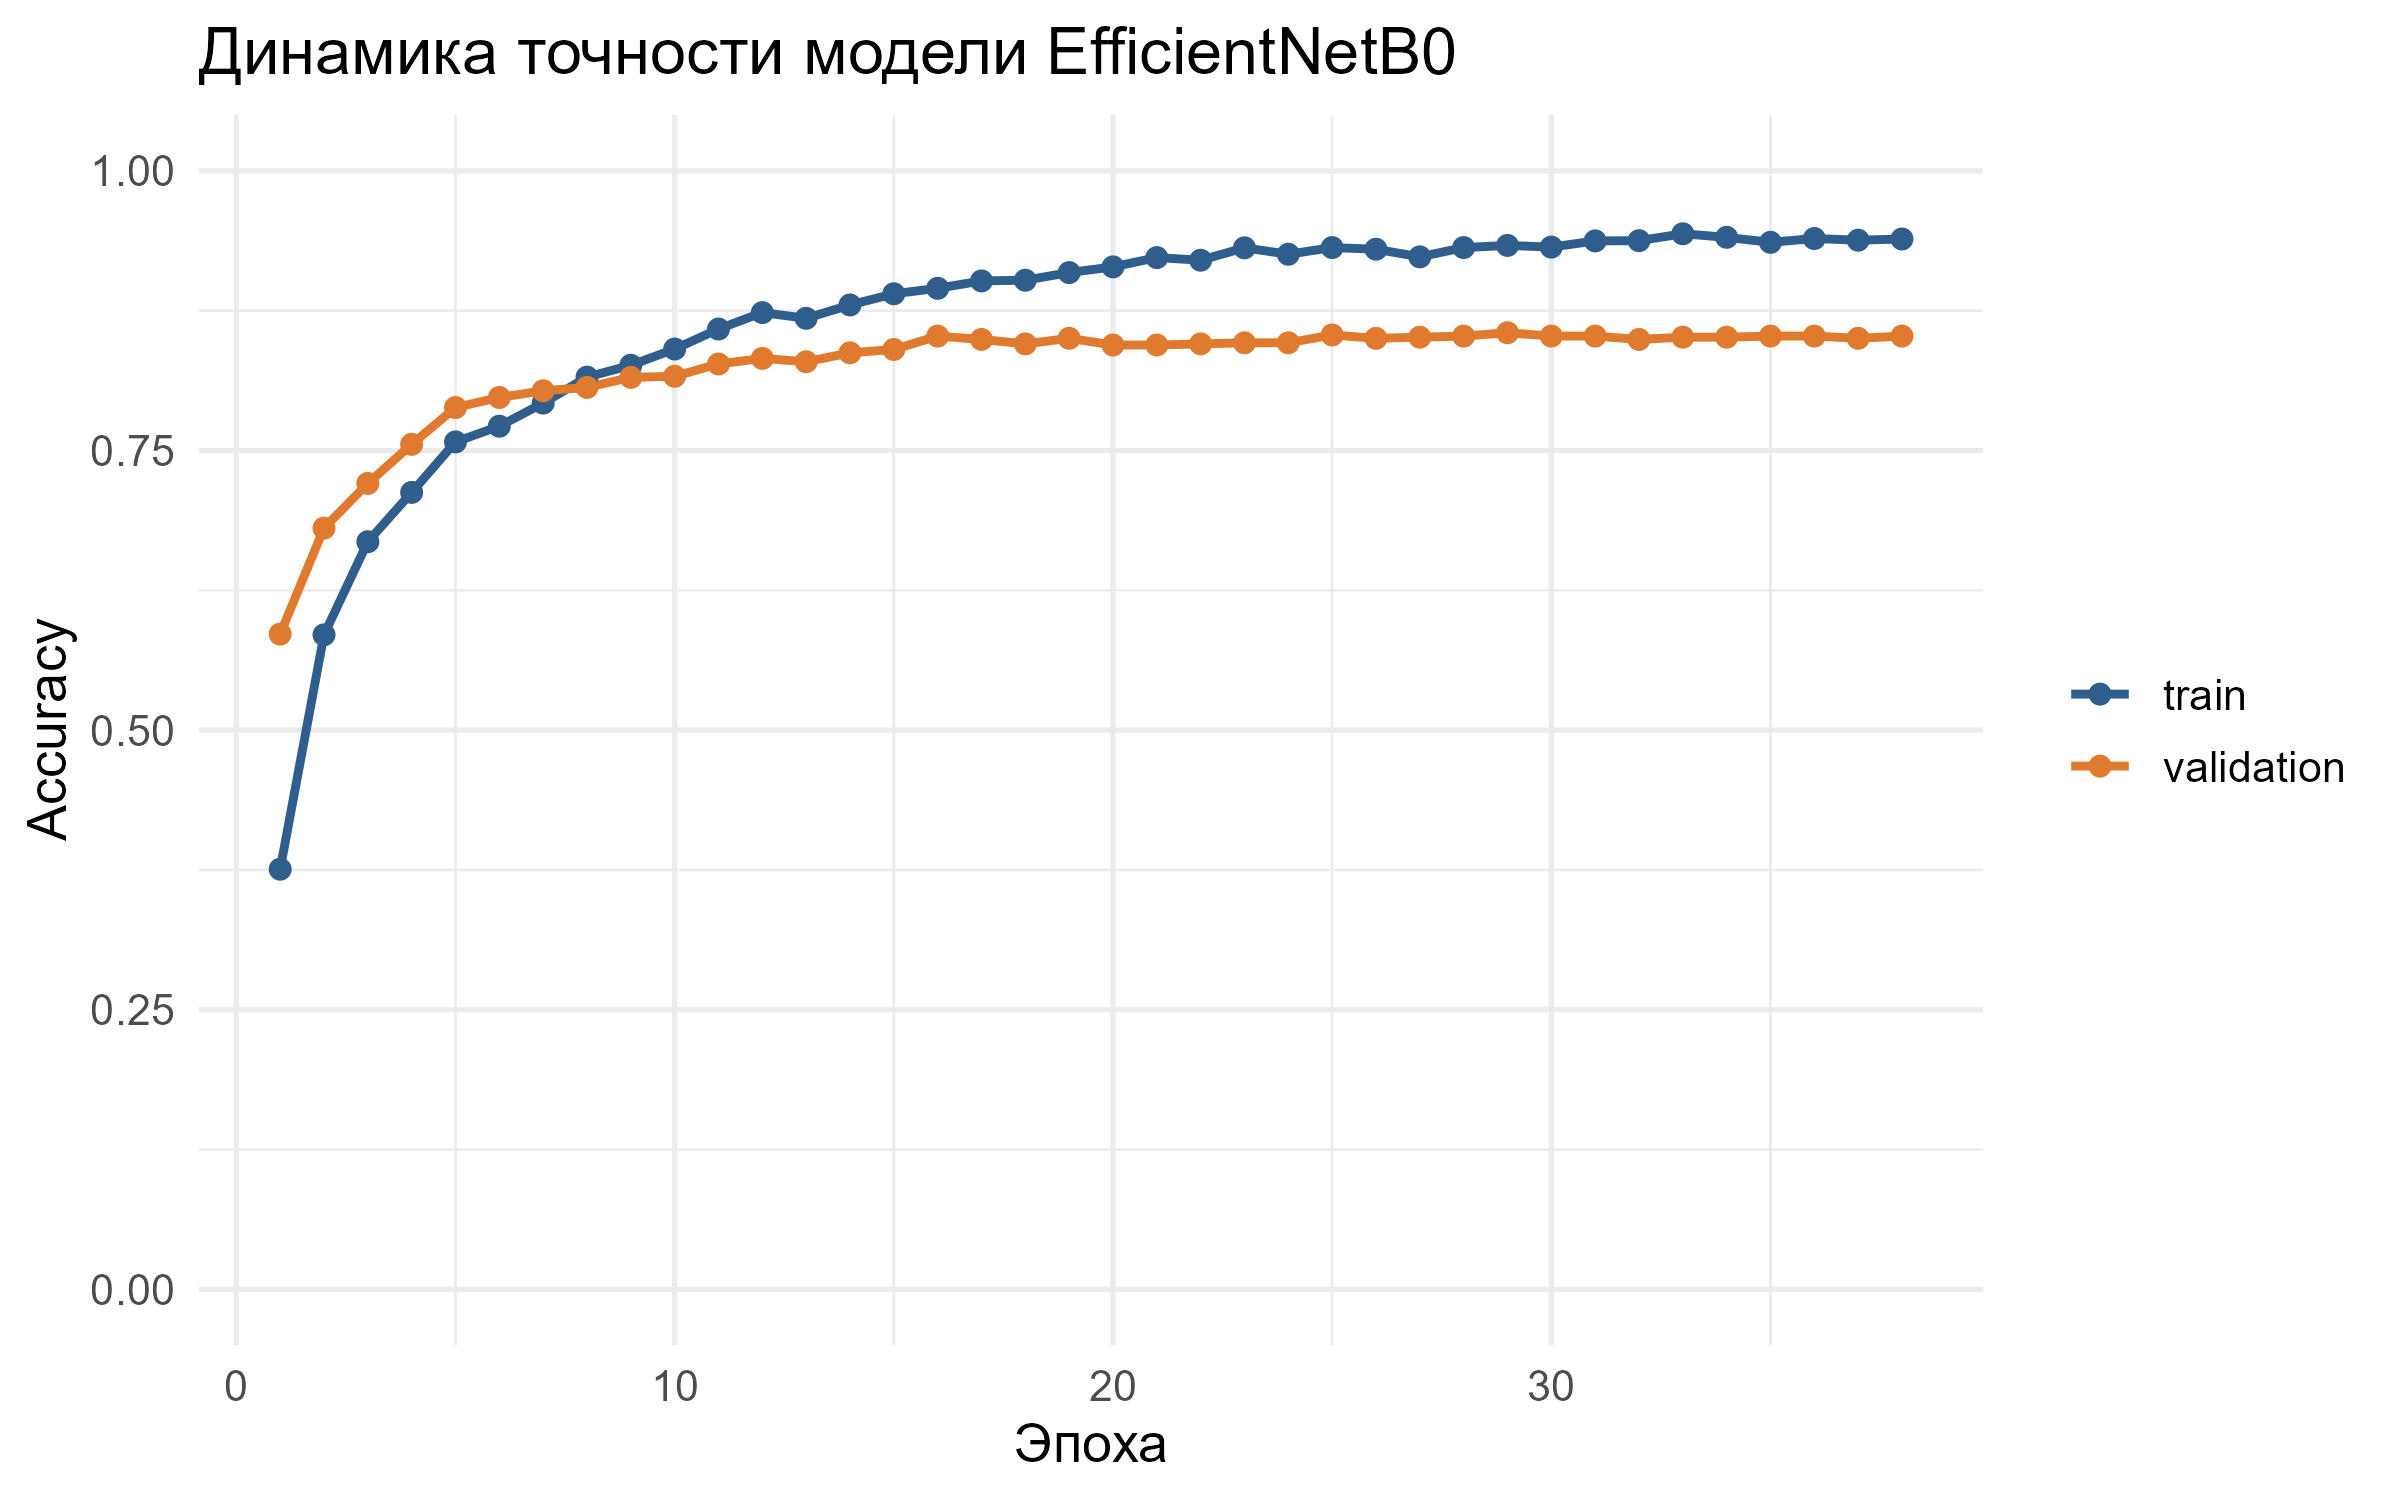 Динамика точности модели EfficientNetB0
1.00
0.75
0.50
0.25
0.00
Accuracy
0 10 20 30
Эпоха
train
validation